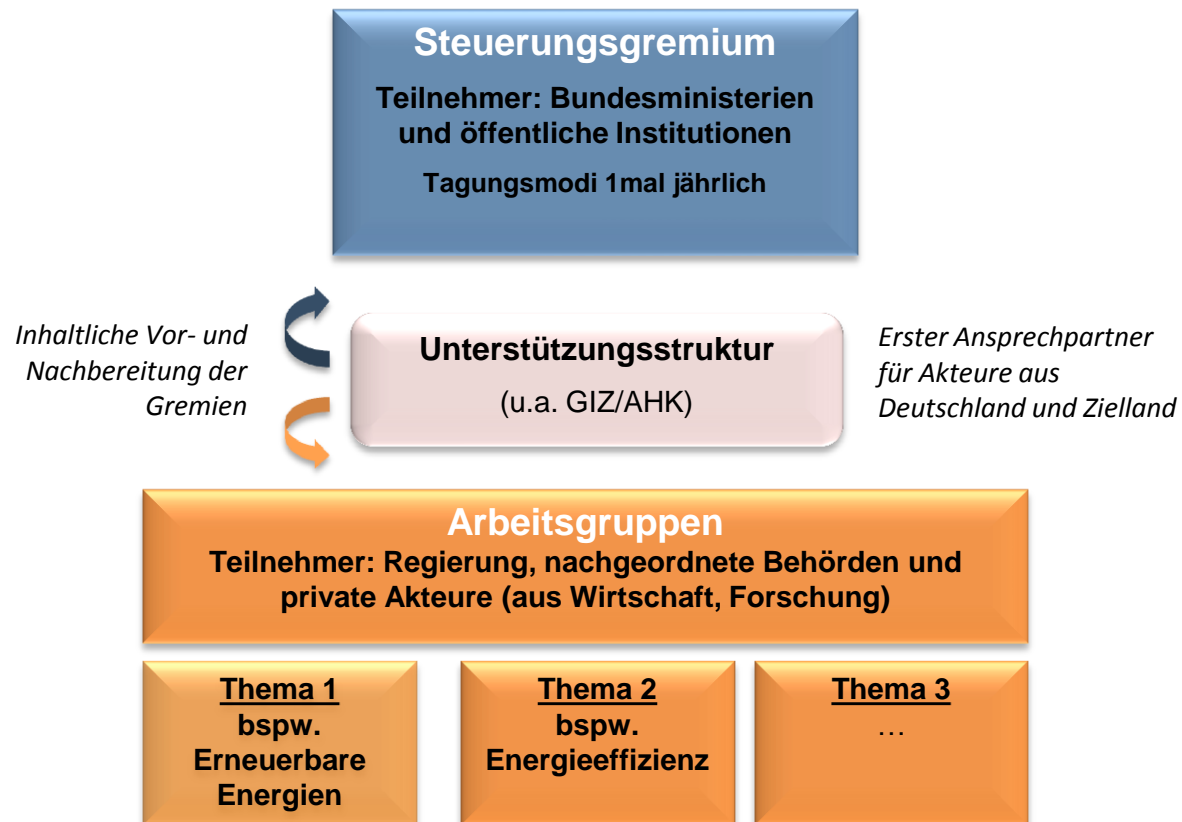 Steuerungsgremium
Teilnehmer: Bundesministerien
und öffentliche Institutionen
Tagungsmodi 1mal jährlich
Inhaltliche Vor- und
Nachbereitung der
Gremien
Unterstützungsstruktur
(u.a. GIZ/AHK)
Erster Ansprechpartner
für Akteure aus
Deutschland und Zielland
Arbeitsgruppen
Teilnehmer: Regierung, nachgeordnete Behörden und
private Akteure (aus Wirtschaft, Forschung)
Thema 1
bspw.
Erneuerbare
Energien
Thema 2
bspw.
Energieeffizienz
Thema 3
…